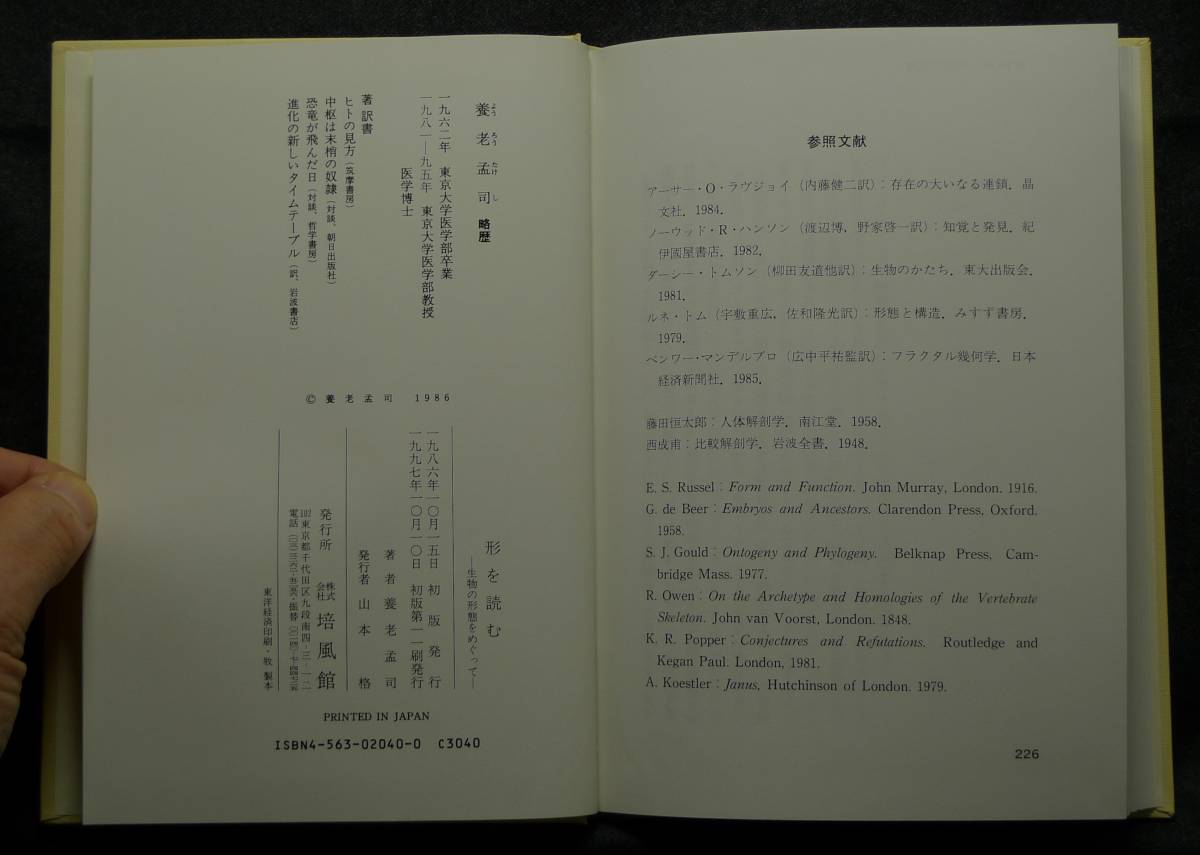 参照文献
アーサー・O・ラヴジョイ（内藤健二訳）：存在の大いなる連鎖．晶
文社．1984．
ノーウッド・R・ハンソン（渡辺博，野家啓一訳）：知覚と発見．紀
伊國屋書店．1982．
ダーシー・トムソン（柳田友道他訳）：生物のかたち．東大出版会．
1981．
ルネ・トム（宇敷重広，佐和隆光訳）：形態と構造．みすず書房．
1979．
ベンワー・マンデルブロ（広中平祐監訳）：フラクタル幾何学．日本
経済新聞社．1985．
藤田恒太郎：人体解剖学．南江堂．1958．
西成甫：比較解剖学．岩波全書．1948．
E. S. Russel : Form and Function. John Murray, London. 1916.
G. de Beer : Embryos and Ancestors. Clarendon Press, Oxford.
1958.
S. J. Gould : Ontogeny and Phylogeny. Belknap Press, Cam-
bridge Mass. 1977.
R. Owen : On the Archetype and Homologies of the Vertebrate
Skeleton. John van Voorst, London. 1848.
K. R. Popper : Conjectures and Refutations. Routledge and
Kegan Paul. London, 1981.
A. Koestler : Janus, Hutchinson of London. 1979.
226
養老孟司 略歴
よう ろう たけ し
一九六二年 東京大学医学部卒業
一九八一―九五年 東京大学医学部教授
医学博士
著訳書
ヒトの見方（筑摩書房）
中枢は末梢の奴隷（対談、朝日出版社）
恐竜が飛んだ日（対談、哲学書房）
進化の新しいタイムテーブル（訳、岩波書店）
© 養老孟司 1986
形を読む
―生物の形態をめぐって―
一九八六年一〇月一五日 初版発行
一九九七年一〇月一〇日 初版第一一刷発行
著者 養老孟司
発行者 山本格
発行所 株式会社 培風館
102 東京都千代田区九段南四-三-一二
東洋経済印刷・牧 製本
PRINTED IN JAPAN
ISBN4-563-02040-0 C3040